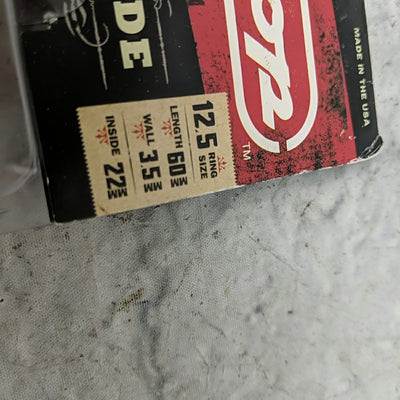 MADE IN THE USA
TM
DE
12.5 RING SIZE
LENGTH 60MM
WALL 3.5MM
INSIDE 22MM